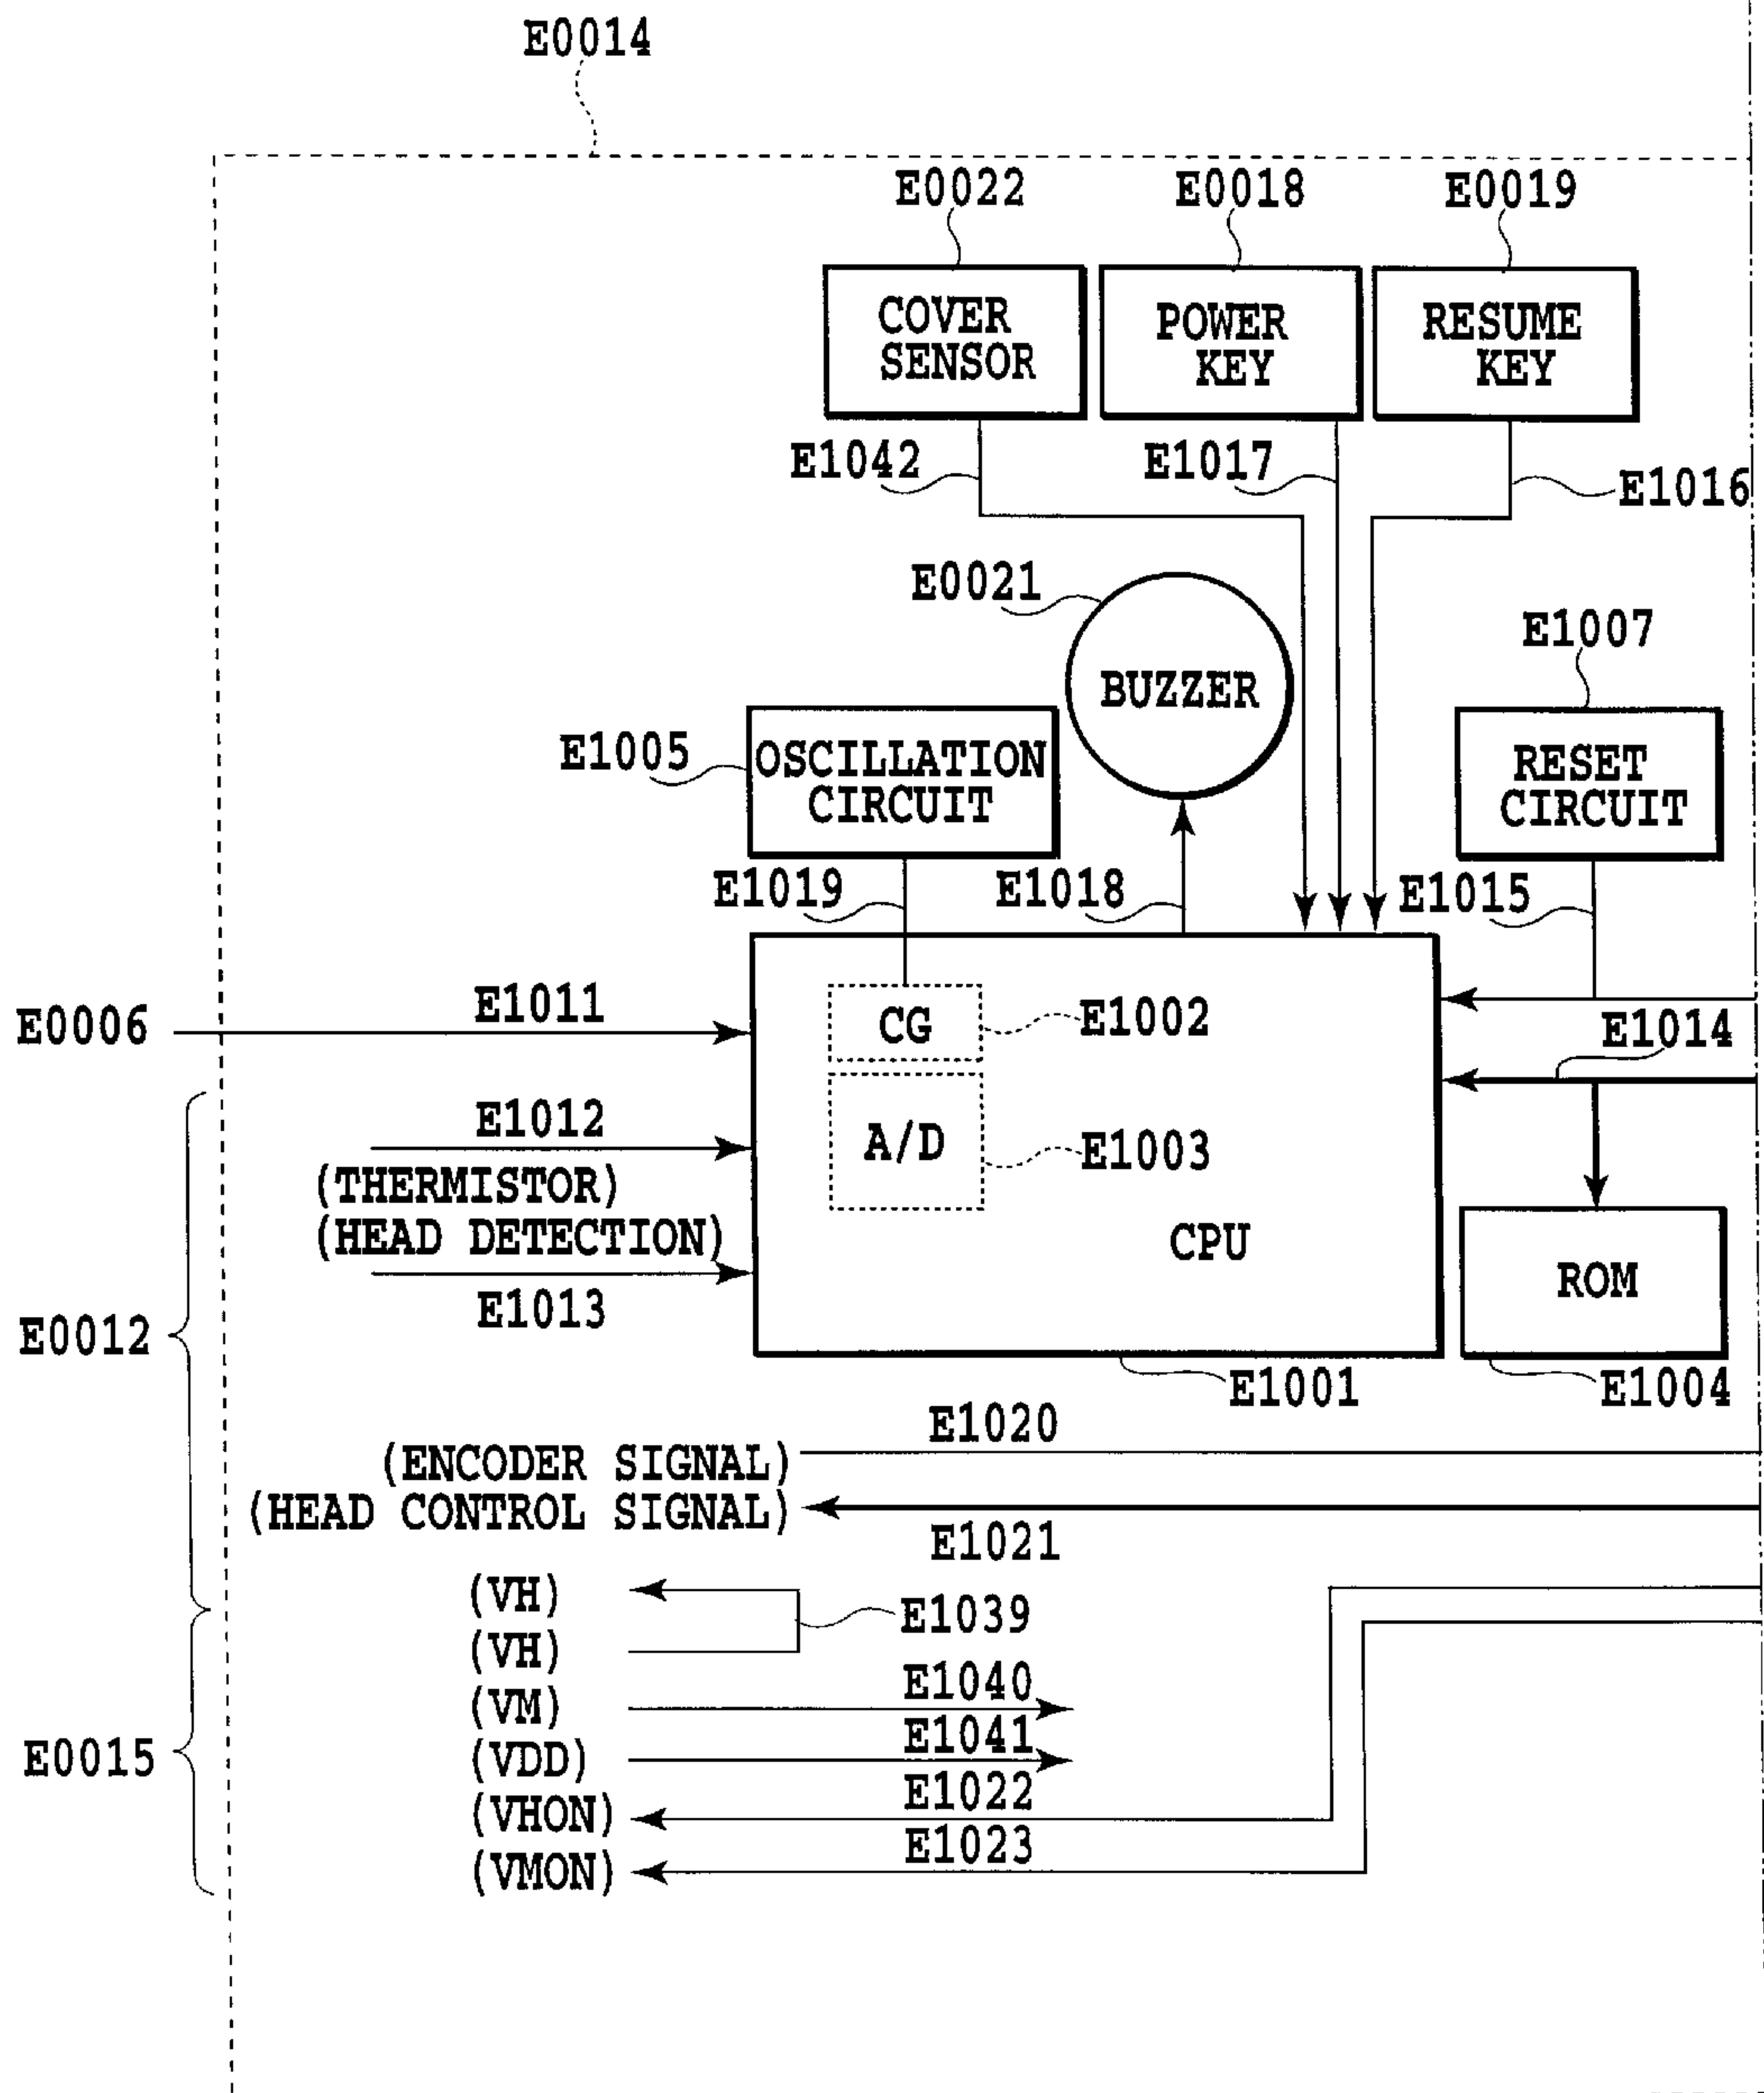 E0014
E0022
E0018
E0019
COVER
SENSOR
POWER
KEY
RESUME
KEY
E1042
E1017
E1016
E0021
BUZZER
E1007
E1005
OSCILLATION
CIRCUIT
RESET
CIRCUIT
E1019
E1018
E1015
E0006
E1011
CG
E1002
E1014
E1012
(THERMISTOR)
(HEAD DETECTION)
E1013
A/D
E1003
CPU
ROM
E0012
E1001
E1004
E1020
(ENCODER SIGNAL)
(HEAD CONTROL SIGNAL)
E1021
(VH)
E1039
(VH)
(VM)
E1040
E0015
(VDD)
E1041
(VHON)
E1022
(VMON)
E1023